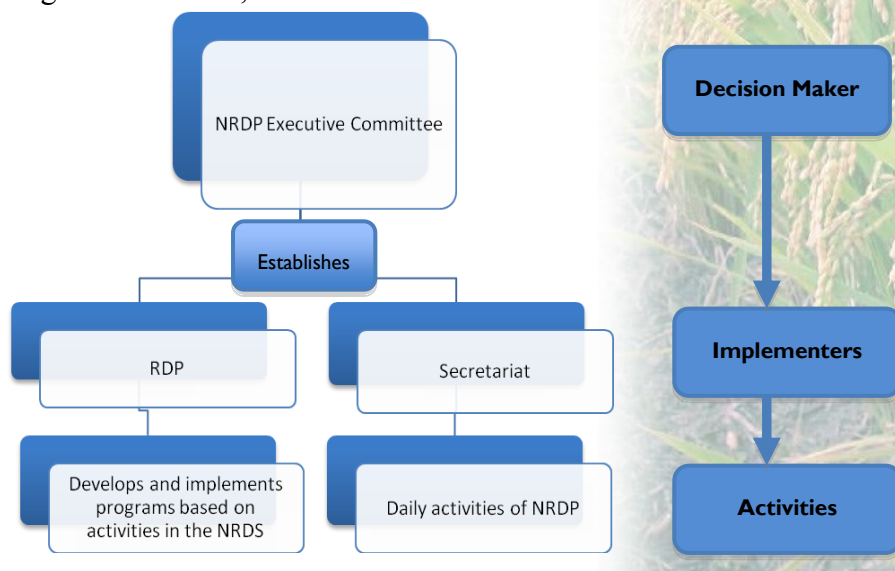 NRDP Executive Committee
Decision Maker
Establishes
RDP
Secretariat
Implementers
Develops and implements
programs based on
activities in the NRDS
Daily activities of NRDP
Activities